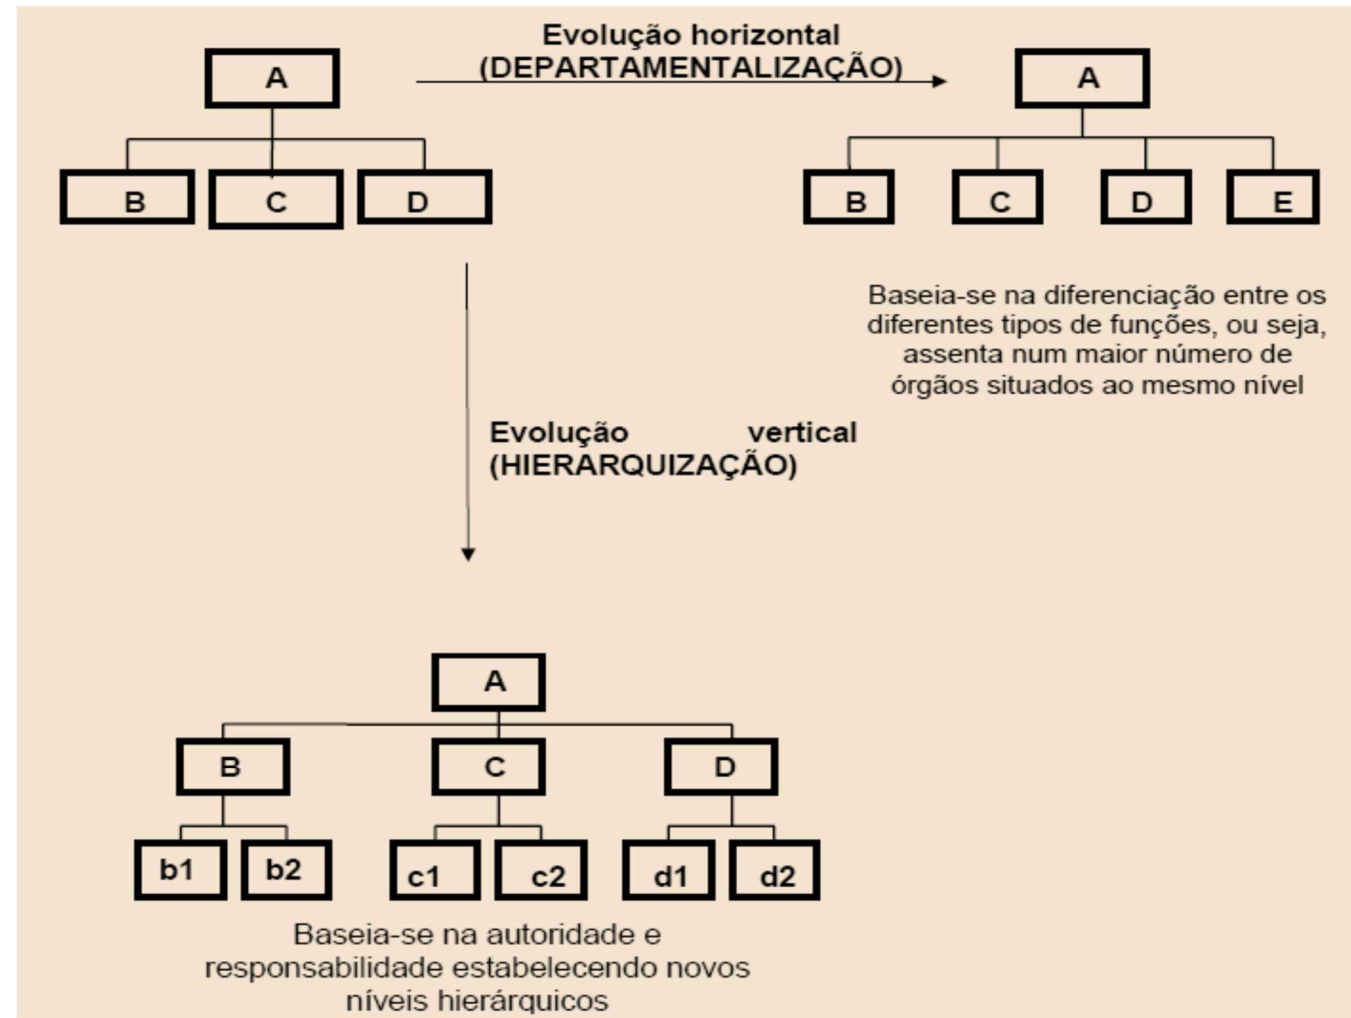 Evolução horizontal
(DEPARTAMENTALIZAÇÃO)
A
A
B C D
B C D E
Baseia-se na diferenciação entre os
diferentes tipos de funções, ou seja,
assenta num maior número de
órgãos situados ao mesmo nível
Evolução vertical
(HIERARQUIZAÇÃO)
A
B C D
b1 b2 c1 c2 d1 d2
Baseia-se na autoridade e
responsabilidade estabelecendo novos
níveis hierárquicos